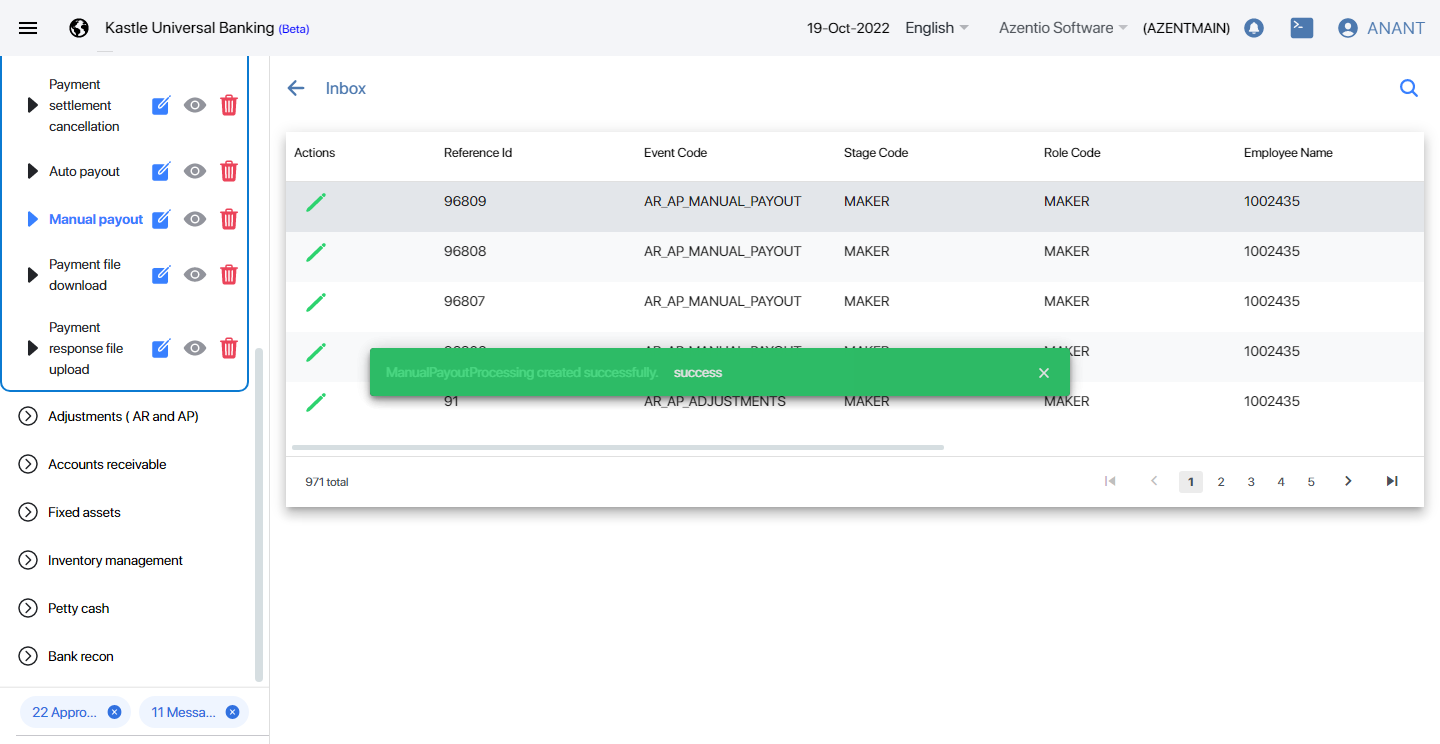 Kastle Universal Banking (Beta)
19-Oct-2022 English Azentio Software (AZENTMAIN) ANANT
Payment
settlement
cancellation
Auto payout
Manual payout
Payment file
download
Payment
response file
upload
Adjustments ( AR and AP)
Accounts receivable
Fixed assets
Inventory management
Petty cash
Bank recon
22 Appro...
11 Messa...
Inbox
Actions Reference Id Event Code Stage Code Role Code Employee Name
96809 AR_AP_MANUAL_PAYOUT MAKER MAKER 1002435
96808 AR_AP_MANUAL_PAYOUT MAKER MAKER 1002435
96807 AR_AP_MANUAL_PAYOUT MAKER MAKER 1002435
1002435
ManualPayoutProcessing created successfully. success
91 AR_AP_ADJUSTMENTS MAKER MAKER 1002435
971 total
1 2 3 4 5